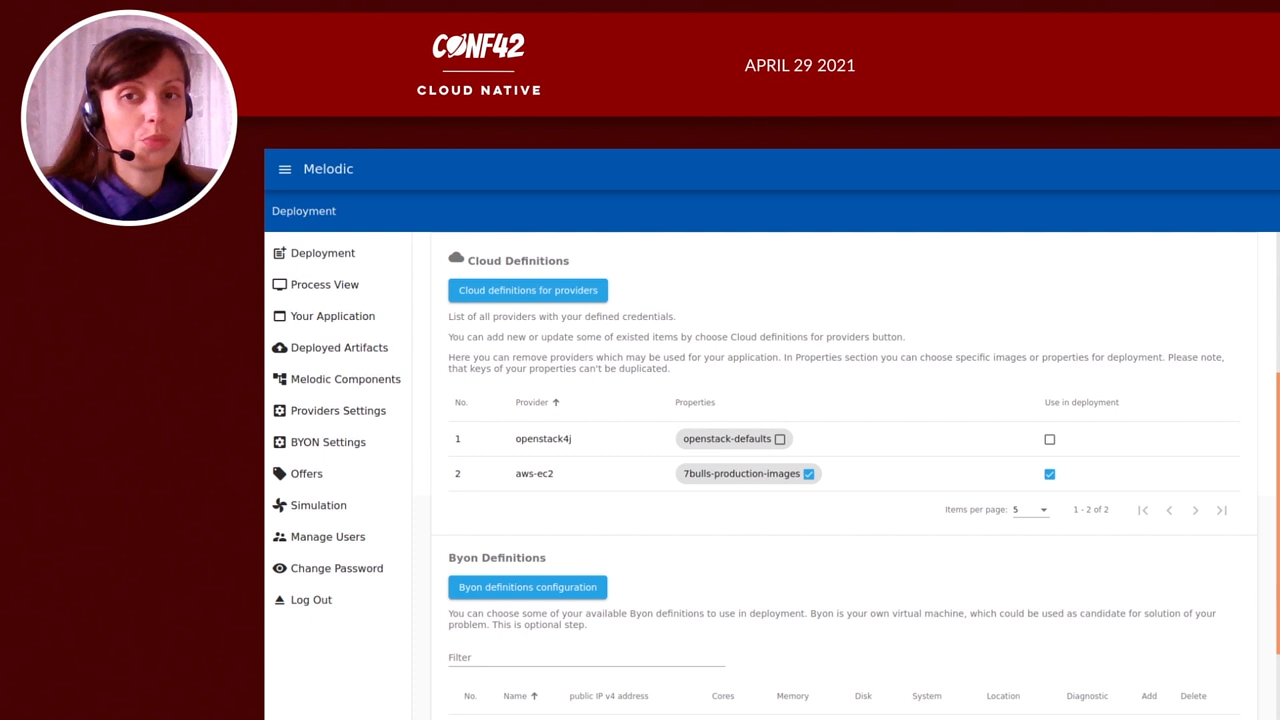 CONF42
CLOUD NATIVE
APRIL 29 2021
Melodic
Deployment
Deployment
Process View
Your Application
Deployed Artifacts
Melodic Components
Providers Settings
BYON Settings
Offers
Simulation
Manage Users
Change Password
Log Out
Cloud Definitions
Cloud definitions for providers
List of all providers with your defined credentials.
You can add new or update some of existed items by choose Cloud definitions for providers button.
Here you can remove providers which may be used for your application. In Properties section you can choose specific images or properties for deployment. Please note,
that keys of your properties can't be duplicated.
No. Provider Properties Use in deployment
1 openstack4j openstack-defaults
2 aws-ec2 7bulls-production-images
Items per page: 5 1 - 2 of 2
Byon Definitions
Byon definitions configuration
You can choose some of your available Byon definitions to use in deployment. Byon is your own virtual machine, which could be used as candidate for solution of your
problem. This is optional step.
Filter
No. Name public IP v4 address Cores Memory Disk System Location Diagnostic Add Delete